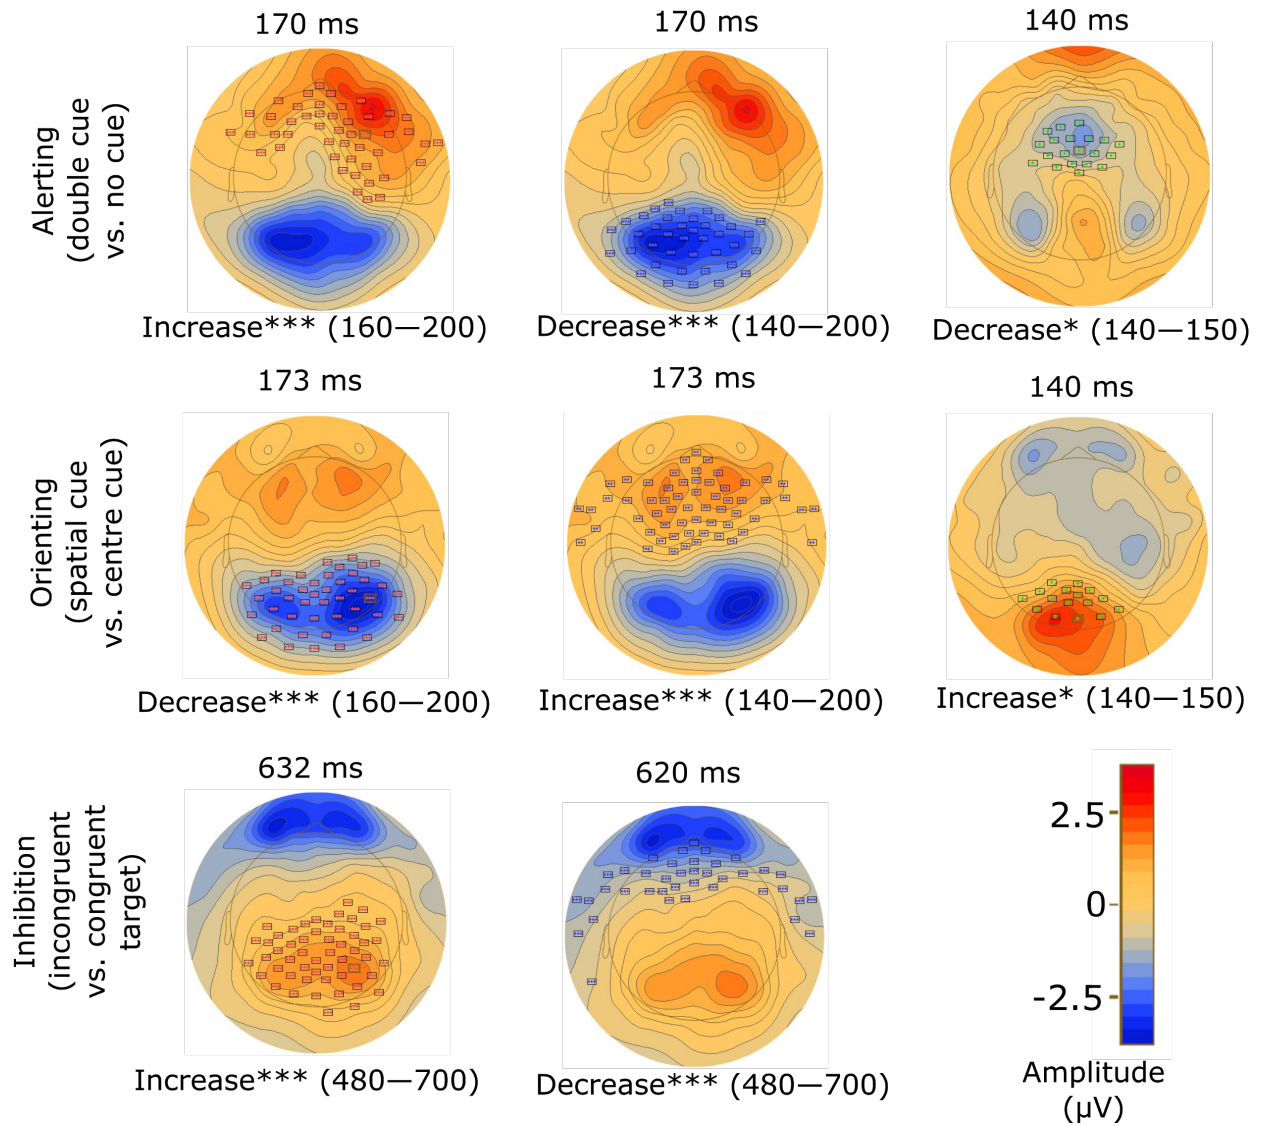 170 ms
170 ms
140 ms
Alerting
(double cue
vs. no cue)
Increase*** (160—200)
Decrease*** (140—200)
Decrease* (140—150)
173 ms
173 ms
140 ms
Orienting
(spatial cue
vs. centre cue)
Decrease*** (160—200)
Increase*** (140—200)
Increase* (140—150)
632 ms
620 ms
Inhibition
(incongruent
vs. congruent
target)
Increase*** (480—700)
Decrease*** (480—700)
2.5
0
-2.5
Amplitude
(μV)